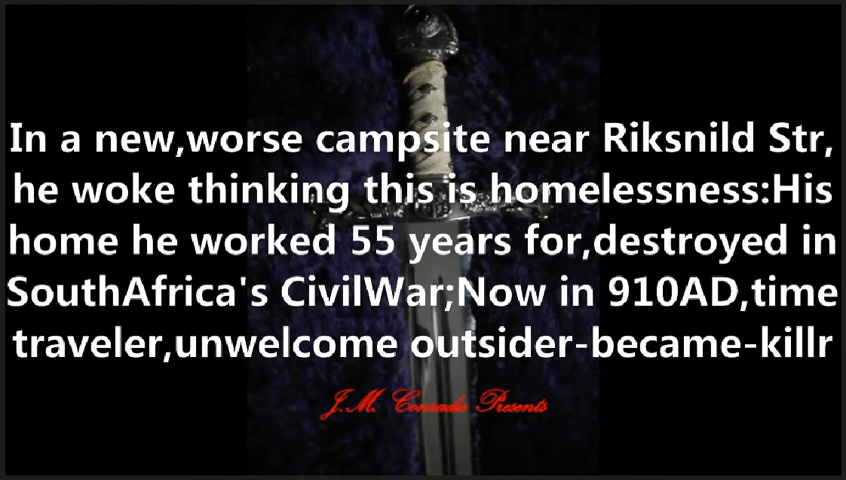 In a new,worse campsite near Riksnild Str,
he woke thinking this is homelessness:His
home he worked 55 years for,destroyed in
SouthAfrica's CivilWar;Now in 910AD,time
traveler,unwelcome outsider-became-killr
J.M. Conradie Presents